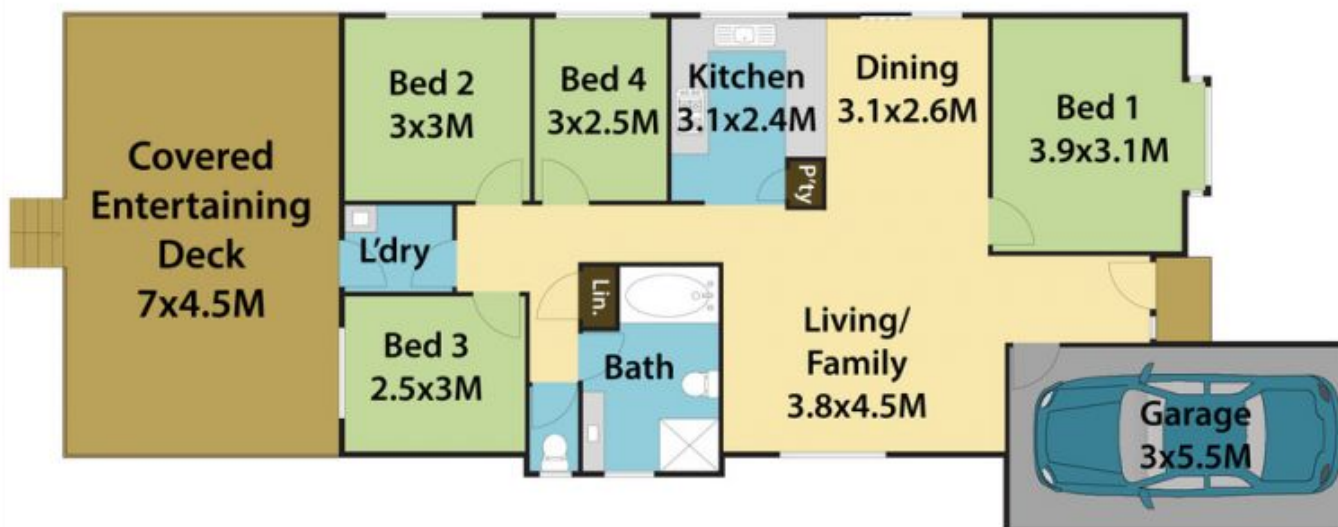 Covered
Entertaining
Deck
7x4.5M
Bed 2
3x3M
Bed 4
3x2.5M
Kitchen
3.1x2.4M
P'ty
Dining
3.1x2.6M
Bed 1
3.9x3.1M
L'dry
Bed 3
2.5x3M
Lin.
Bath
Living/
Family
3.8x4.5M
Garage
3x5.5M